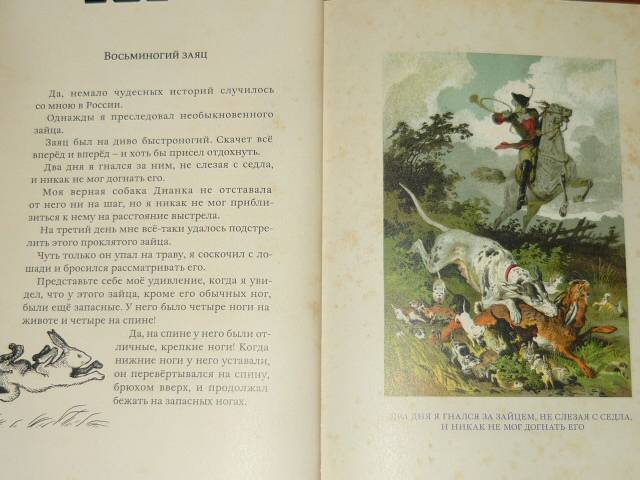 Восьминогий заяц
Да, немало чудесных историй случилось
со мною в России.
Однажды я преследовал необыкновенного
зайца.
Заяц был на диво быстроногий. Скачет всё
вперёд и вперёд – и хоть бы присел отдохнуть.
Два дня я гнался за ним, не слезая с седла,
и никак не мог догнать его.
Моя верная собака Дианка не отставала
от него ни на шаг, но я никак не мог прибли-
зиться к нему на расстояние выстрела.
На третий день мне всё-таки удалось подстре-
лить этого проклятого зайца.
Чуть только он упал на траву, я соскочил с ло-
шади и бросился рассматривать его.
Представьте себе моё удивление, когда я уви-
дел, что у этого зайца, кроме его обычных ног,
были ещё запасные. У него было четыре ноги на
животе и четыре на спине!
Да, на спине у него были от-
личные, крепкие ноги! Когда
нижние ноги у него уставали,
он перевёртывался на спину,
брюхом вверх, и продолжал
бежать на запасных ногах.
ДВА ДНЯ Я ГНАЛСЯ ЗА ЗАЙЦЕМ, НЕ СЛЕЗАЯ С СЕДЛА,
И НИКАК НЕ МОГ ДОГНАТЬ ЕГО